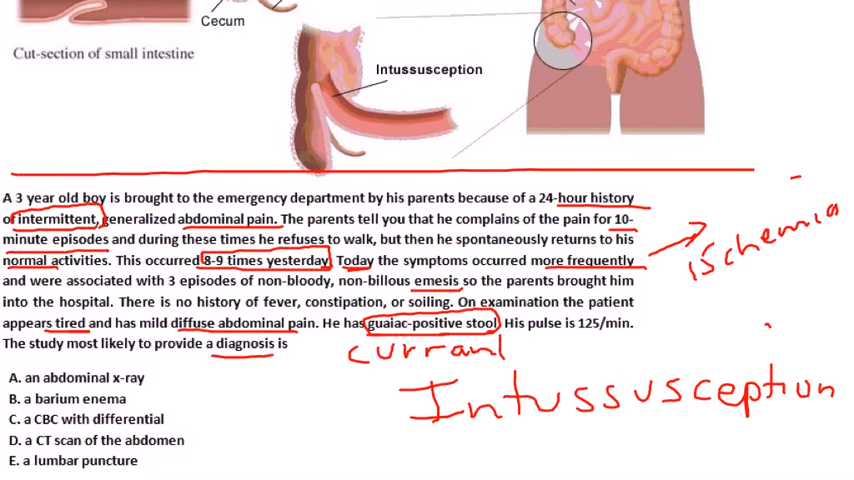 Cecum
Cut-section of small intestine
Intussusception
A 3 year old boy is brought to the emergency department by his parents because of a 24-hour history
of intermittent, generalized abdominal pain. The parents tell you that he complains of the pain for 10-
minute episodes and during these times he refuses to walk, but then he spontaneously returns to his
normal activities. This occurred 8-9 times yesterday. Today the symptoms occurred more frequently
and were associated with 3 episodes of non-bloody, non-billous emesis so the parents brought him
into the hospital. There is no history of fever, constipation, or soiling. On examination the patient
appears tired and has mild diffuse abdominal pain. He has guaiac-positive stool. His pulse is 125/min.
The study most likely to provide a diagnosis is
ischemia
currant
Intussusception
A. an abdominal x-ray
B. a barium enema
C. a CBC with differential
D. a CT scan of the abdomen
E. a lumbar puncture